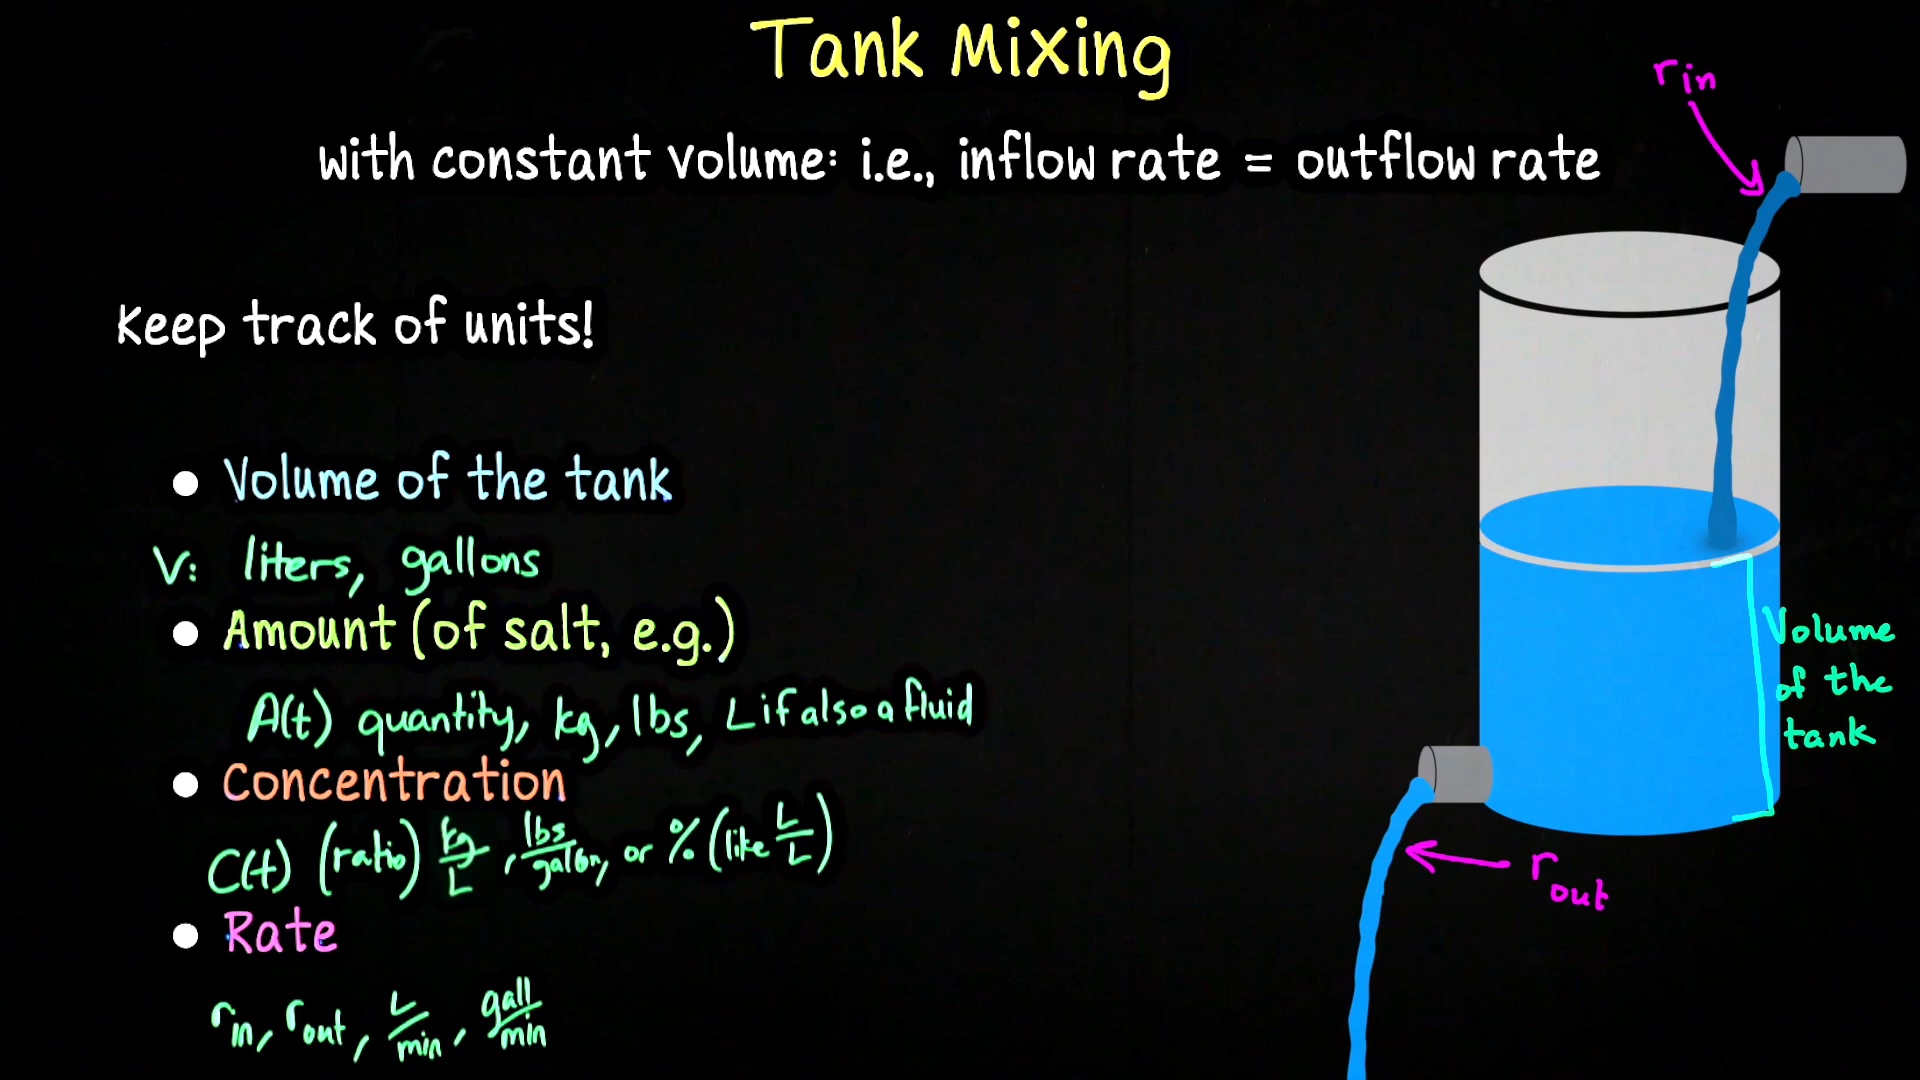 Tank Mixing
with constant volume: i.e., inflow rate = outflow rate
Keep track of units!
• Volume of the tank
V: liters, gallons
• Amount (of salt, e.g.)
A(t) quantity, kg, lbs, L if also a fluid
• Concentration
C(t) (ratio) kg/L, lbs/gallon, or % (like L/L)
• Rate
rin, rout, L/min, gall/min
rin
Volume
of the
tank
rout